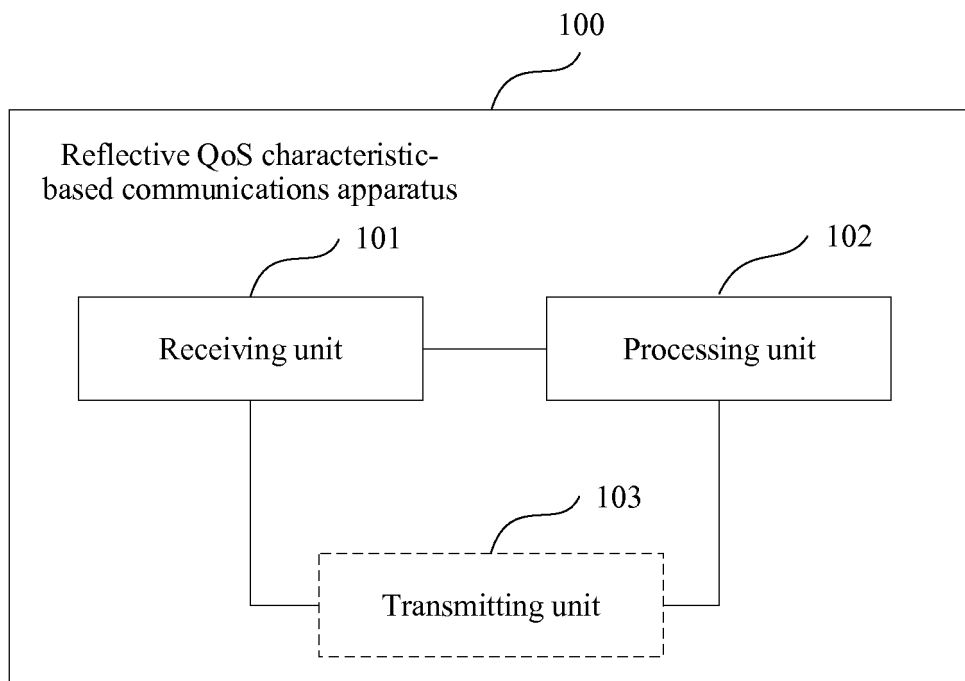 100
Reflective QoS characteristic-
based communications apparatus
101
102
Receiving unit
Processing unit
103
Transmitting unit